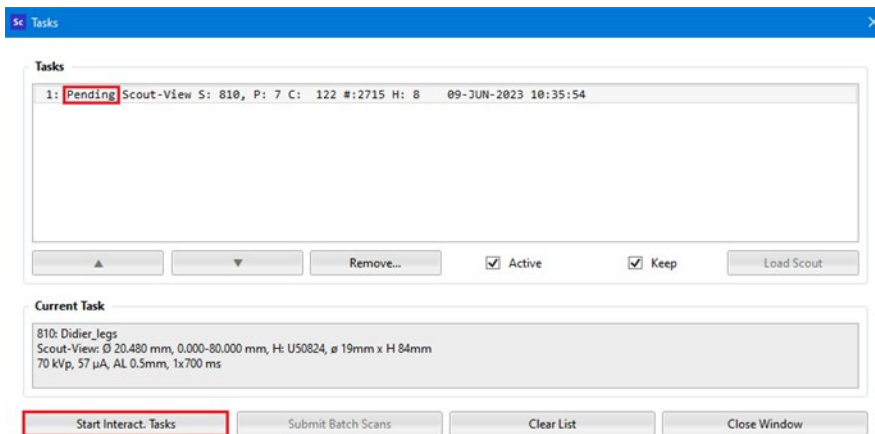 Sc Tasks
Tasks
1: Pending Scout-View S: 810, P: 7 C: 122 #:2715 H: 8 09-JUN-2023 10:35:54
Remove... Active Keep Load Scout
Current Task
810: Didier_legs
Scout-View: Ø 20.480 mm, 0.000-80.000 mm, H: U50824, ø 19mm x H 84mm
70 kVp, 57 µA, AL 0.5mm, 1x700 ms
Start Interact. Tasks Submit Batch Scans Clear List Close Window